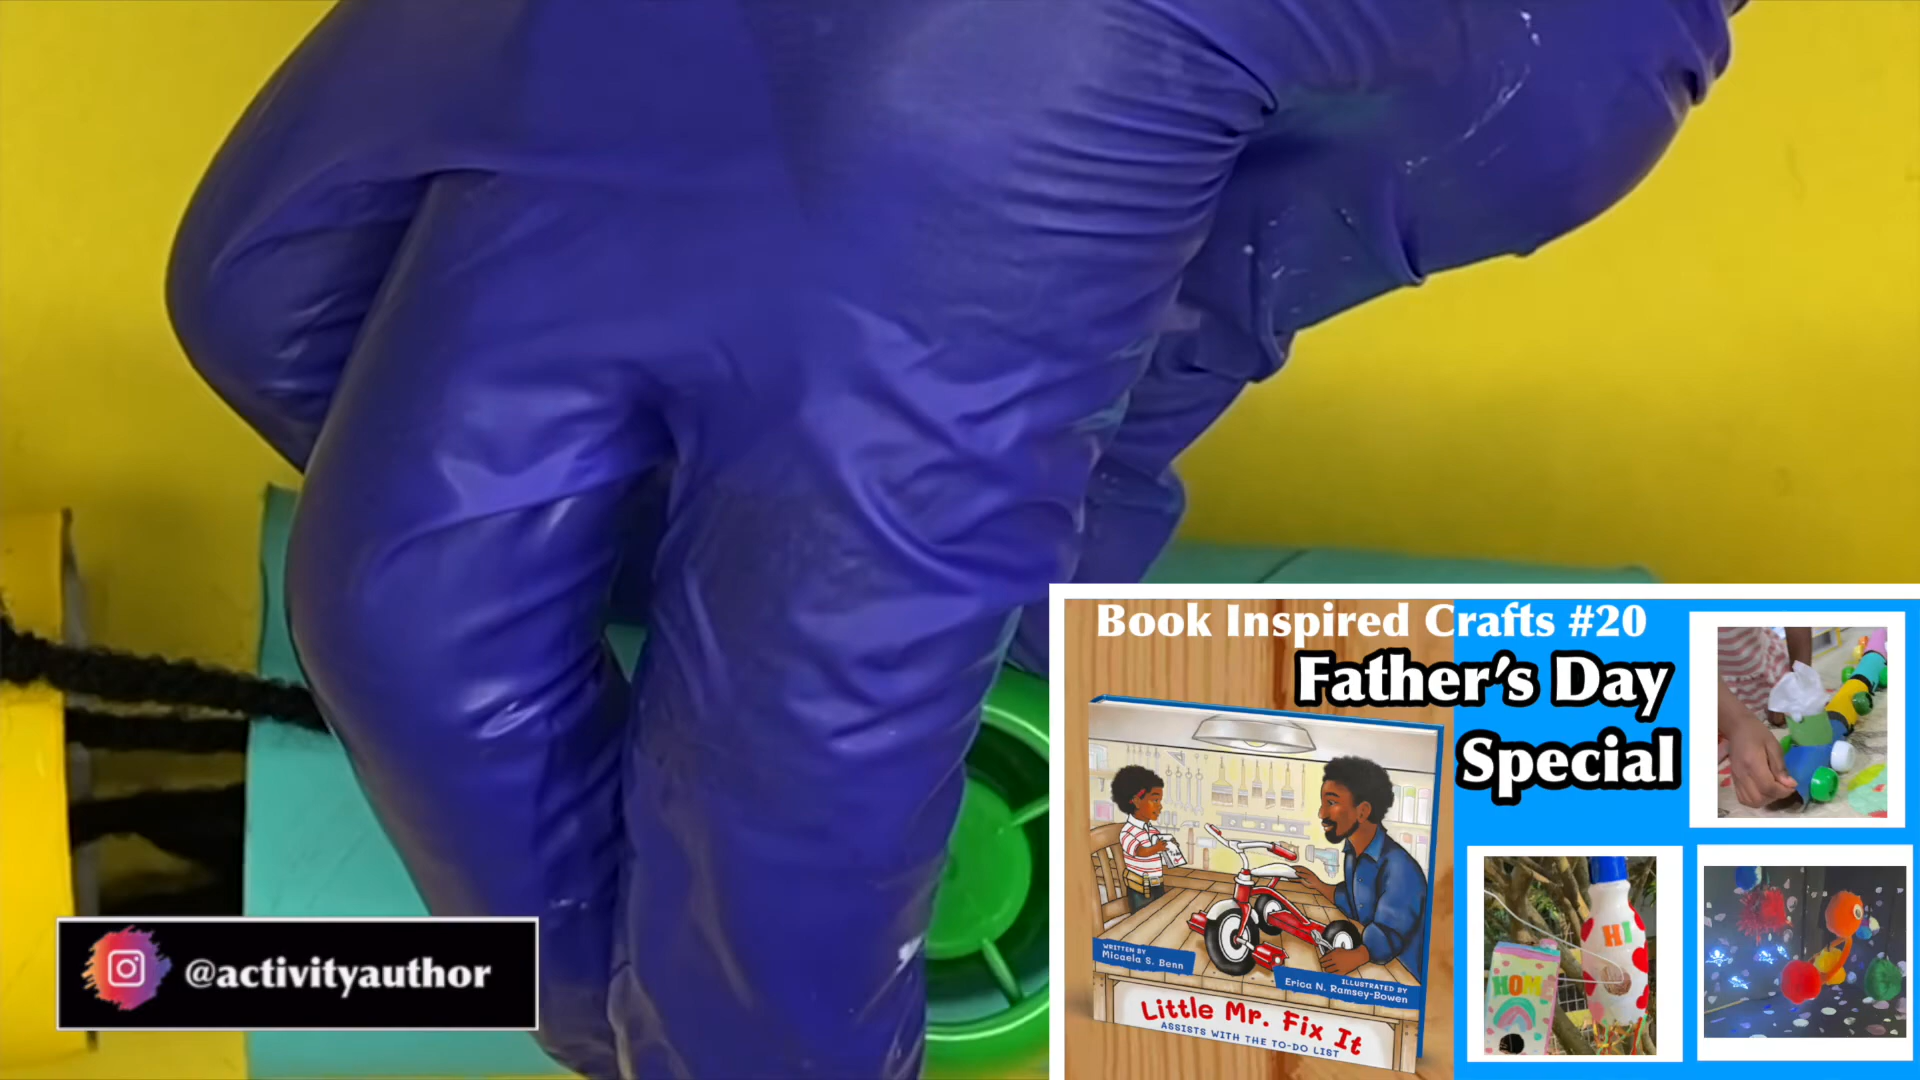 @activityauthor
Book Inspired Crafts #20
Father's Day
Special
WRITTEN BY
Micaela S. Benn
ILLUSTRATED BY
Erica N. Ramsey-Bowen
Little Mr. Fix It
ASSISTS WITH THE TO-DO LIST
HI
HOM